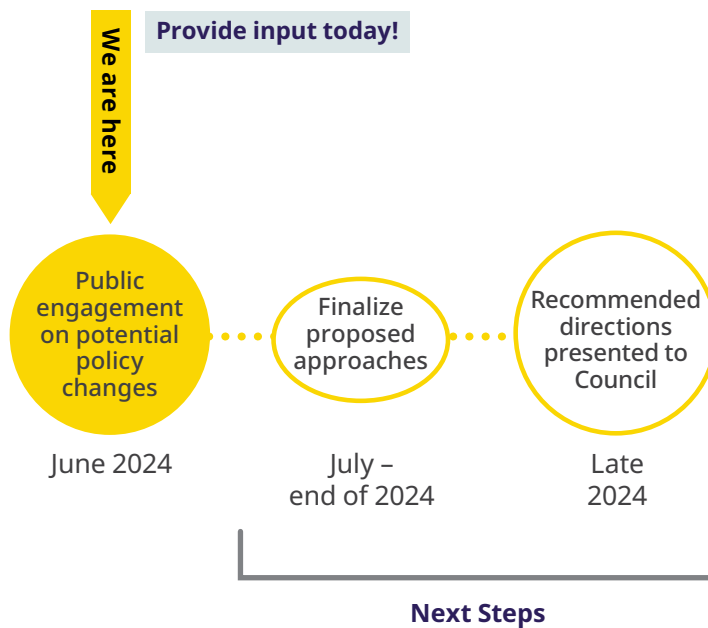 We are here
Provide input today!
Public
engagement
on potential
policy
changes
Finalize
proposed
approaches
Recommended
directions
presented to
Council
June 2024
July –
end of 2024
Late
2024
Next Steps